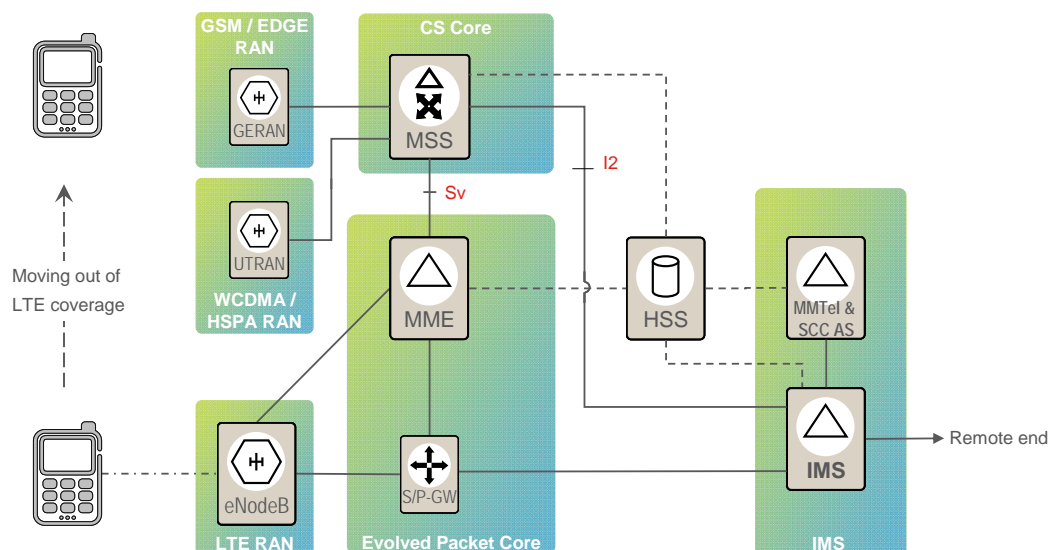 GSM / EDGE
RAN
GERAN
CS Core
MSS
I2
Sv
UTRAN
WCDMA /
HSPA RAN
Moving out of
LTE coverage
MME
HSS
MMTel &
SCC AS
eNodeB
LTE RAN
S/P-GW
Evolved Packet Core
IMS
Remote end
IMS